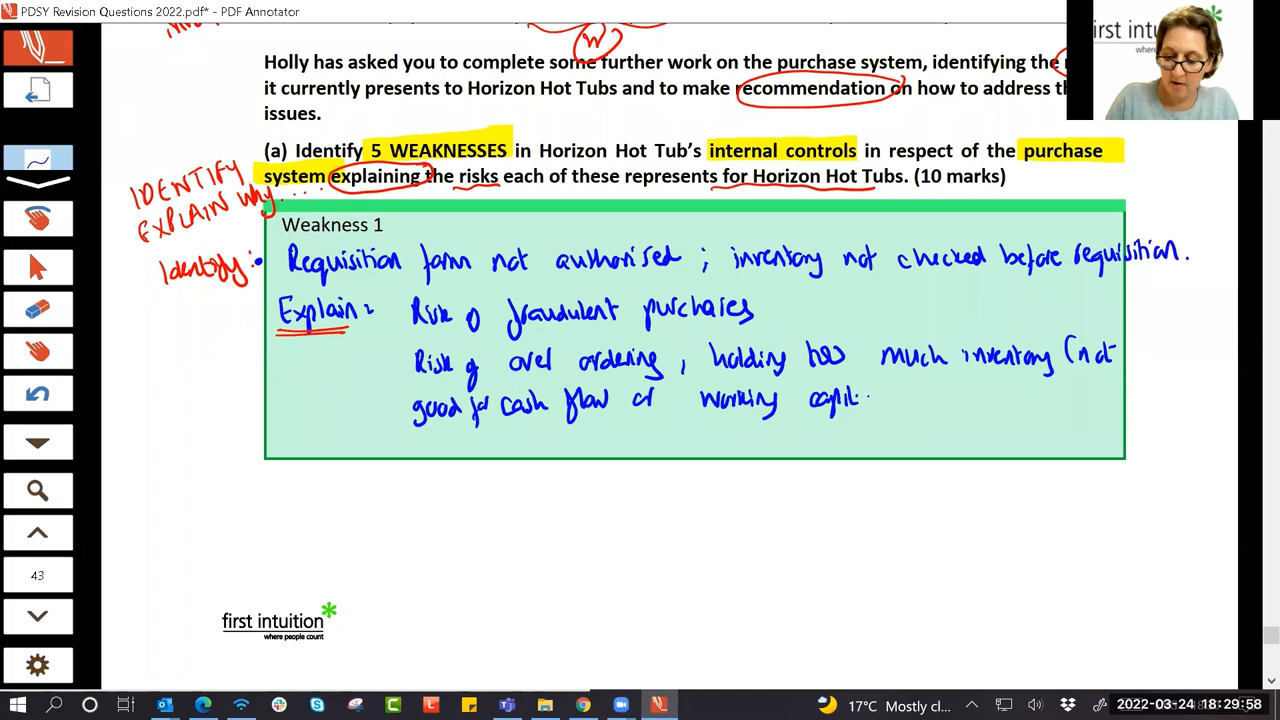 PDSY Revision Questions 2022.pdf* - PDF Annotator
first intuition
where
Holly has asked you to complete some further work on the purchase system, identifying the
it currently presents to Horizon Hot Tubs and to make recommendation on how to address th
issues.
(a) Identify 5 WEAKNESSES in Horizon Hot Tub's internal controls in respect of the purchase
system explaining the risks each of these represents for Horizon Hot Tubs. (10 marks)
IDENTIFY
EXPLAIN why....
Weakness 1
Identify: • Requisition form not authorised ; inventory not checked before requisition.
Explain: Risk of fraudulent purchases
Risk of over ordering, holding too much inventory (not
good for cash flow or working capit
43
first intuition
where people count
17°C Mostly cl...
2022-03-24 18:29:58